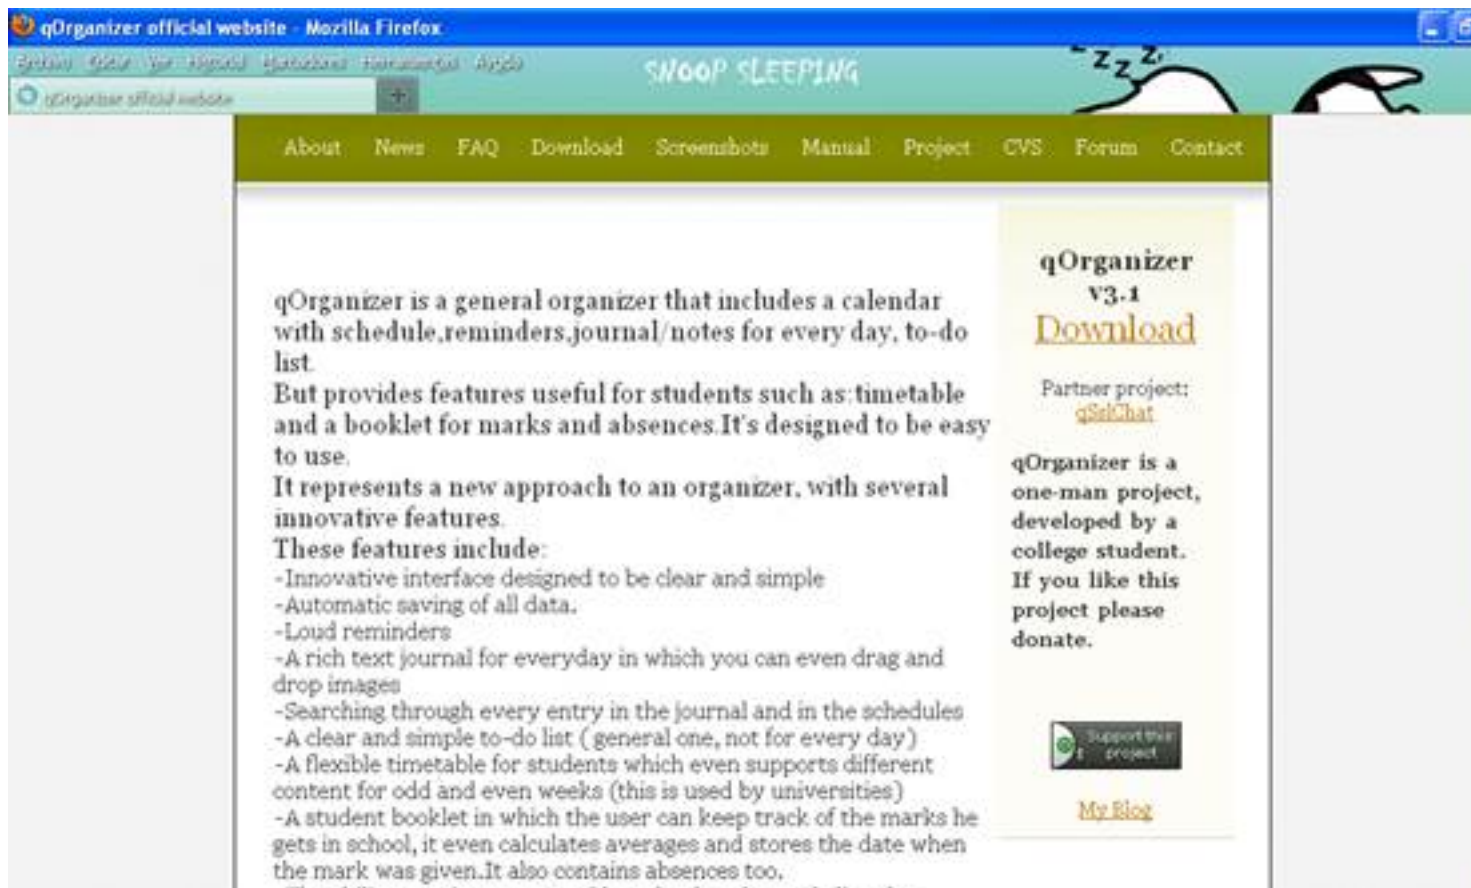 qOrganizer official website - Mozilla Firefox
Archivo Editar Ver Historial Marcadores Herramientas Ayuda
SNOOP SLEEPING
Z Z Z Z
qOrganizer official website
+
About News FAQ Download Screenshots Manual Project CVS Forum Contact
qOrganizer is a general organizer that includes a calendar
with schedule,reminders,journal/notes for every day, to-do
list.
But provides features useful for students such as:timetable
and a booklet for marks and absences.It's designed to be easy
to use.
It represents a new approach to an organizer, with several
innovative features.
These features include:
-Innovative interface designed to be clear and simple
-Automatic saving of all data.
-Loud reminders
-A rich text journal for everyday in which you can even drag and
drop images
-Searching through every entry in the journal and in the schedules
-A clear and simple to-do list ( general one, not for every day )
-A flexible timetable for students which even supports different
content for odd and even weeks (this is used by universities)
-A student booklet in which the user can keep track of the marks he
gets in school, it even calculates averages and stores the date when
the mark was given.It also contains absences too.
qOrganizer
v3.1
Download
Partner project:
qSslChat
qOrganizer is a
one-man project,
developed by a
college student.
If you like this
project please
donate.
Support this
project
My Blog